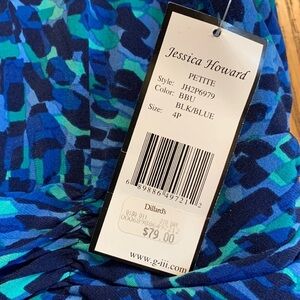 Jessica Howard
PETITE
Style: JH2P6979
Color: BBU
BLK/BLUE
Size: 4P
Dillard's
$79.00
www.g-iii.com